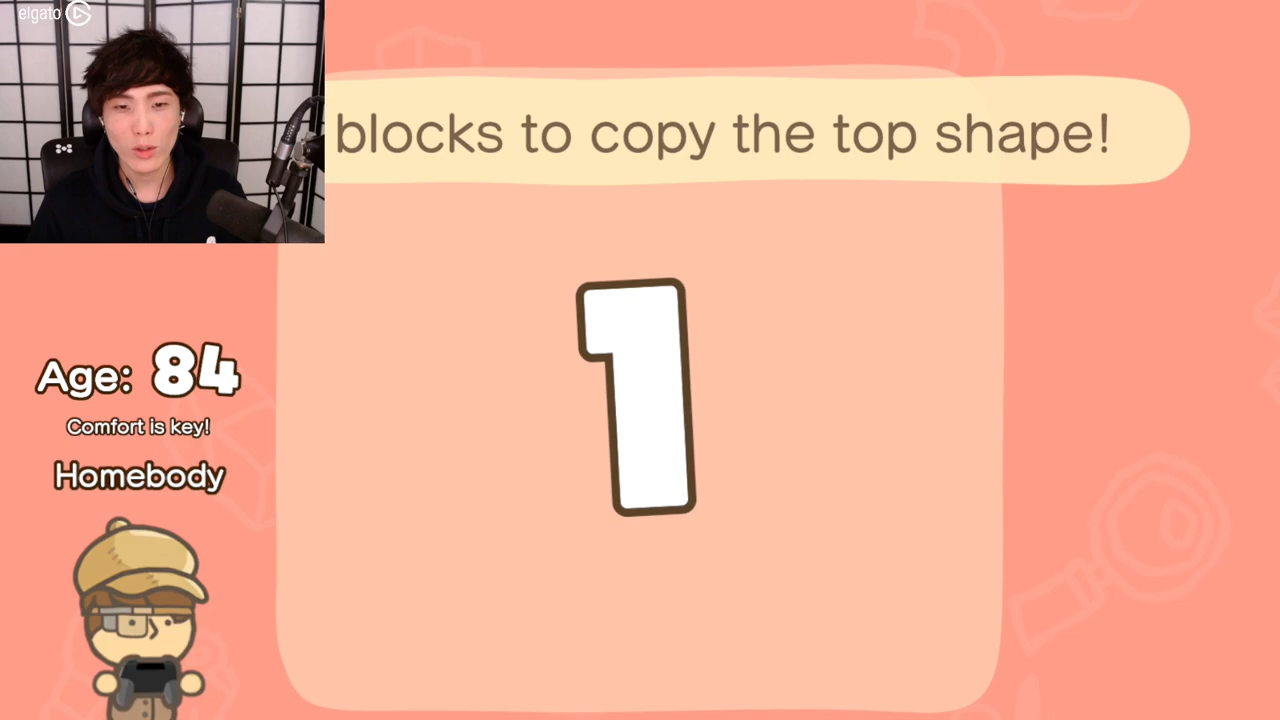 elgato
blocks to copy the top shape!
1
Age: 84
Comfort is key!
Homebody